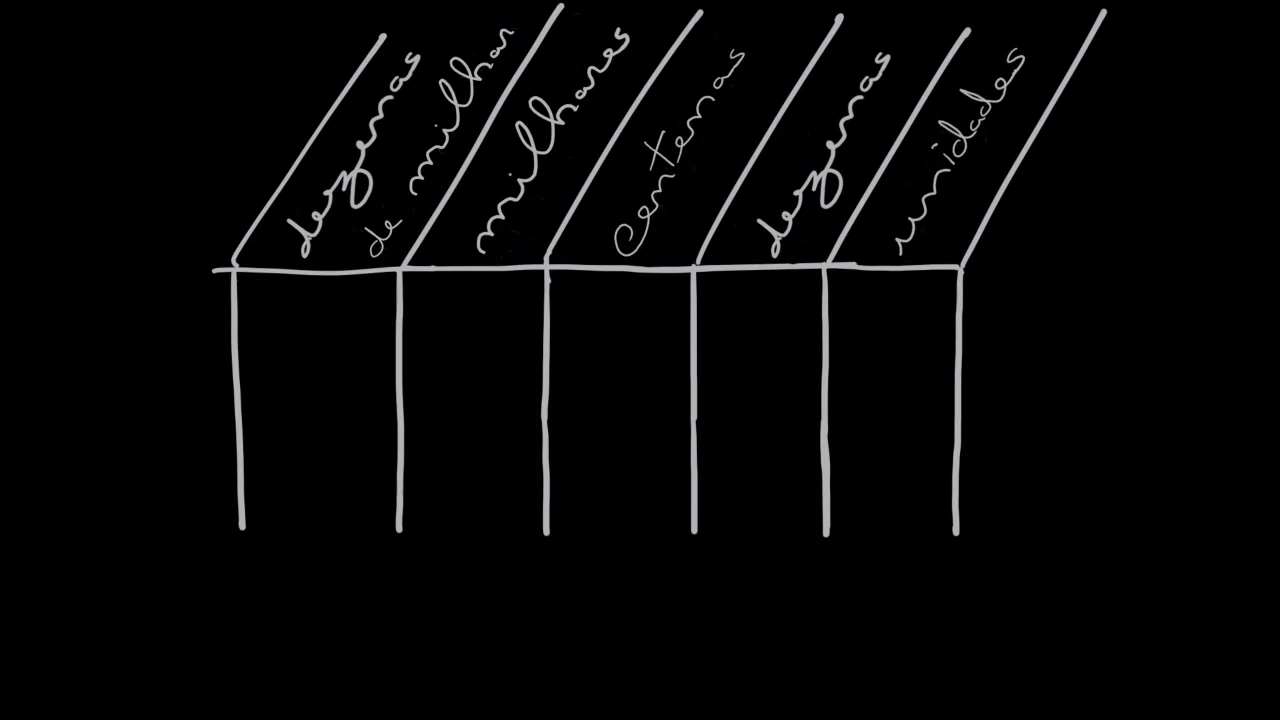 dezenas
de milhar
milhares
centenas
dezenas
unidades